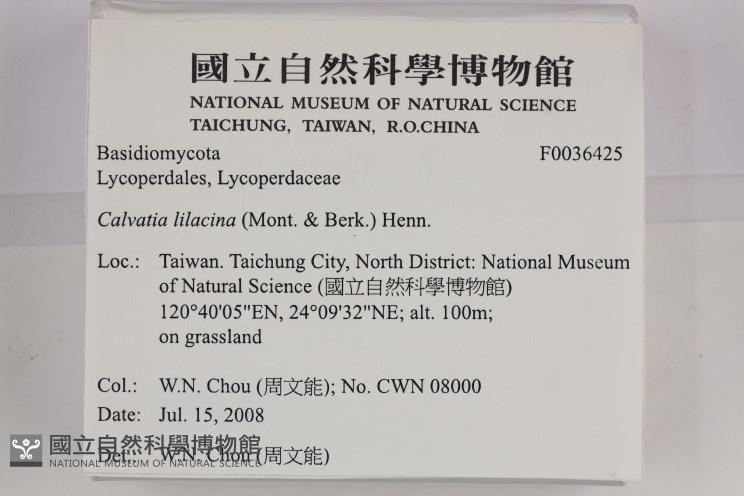 國立自然科學博物館
NATIONAL MUSEUM OF NATURAL SCIENCE
TAICHUNG, TAIWAN, R.O.CHINA
Basidiomycota F0036425
Lycoperdales, Lycoperdaceae
Calvatia lilacina (Mont. & Berk.) Henn.
Loc.: Taiwan. Taichung City, North District: National Museum
of Natural Science (國立自然科學博物館)
120°40'05"EN, 24°09'32"NE; alt. 100m;
on grassland
Col.: W.N. Chou (周文能); No. CWN 08000
Date: Jul. 15, 2008
Det.: W.N. Chou (周文能)
國立自然科學博物館
NATIONAL MUSEUM OF NATURAL SCIENCE